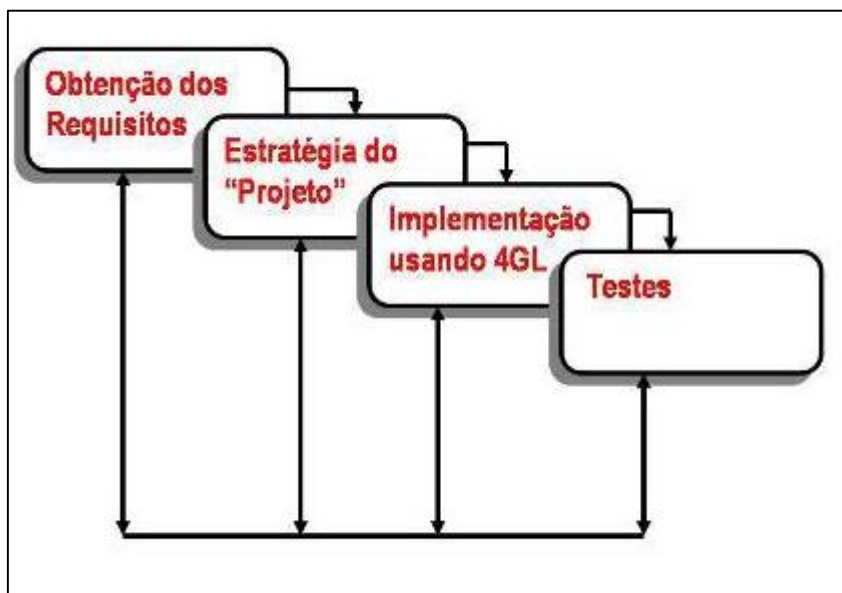 Obtenção dos
Requisitos
Estratégia do
“Projeto”
Implementação
usando 4GL
Testes